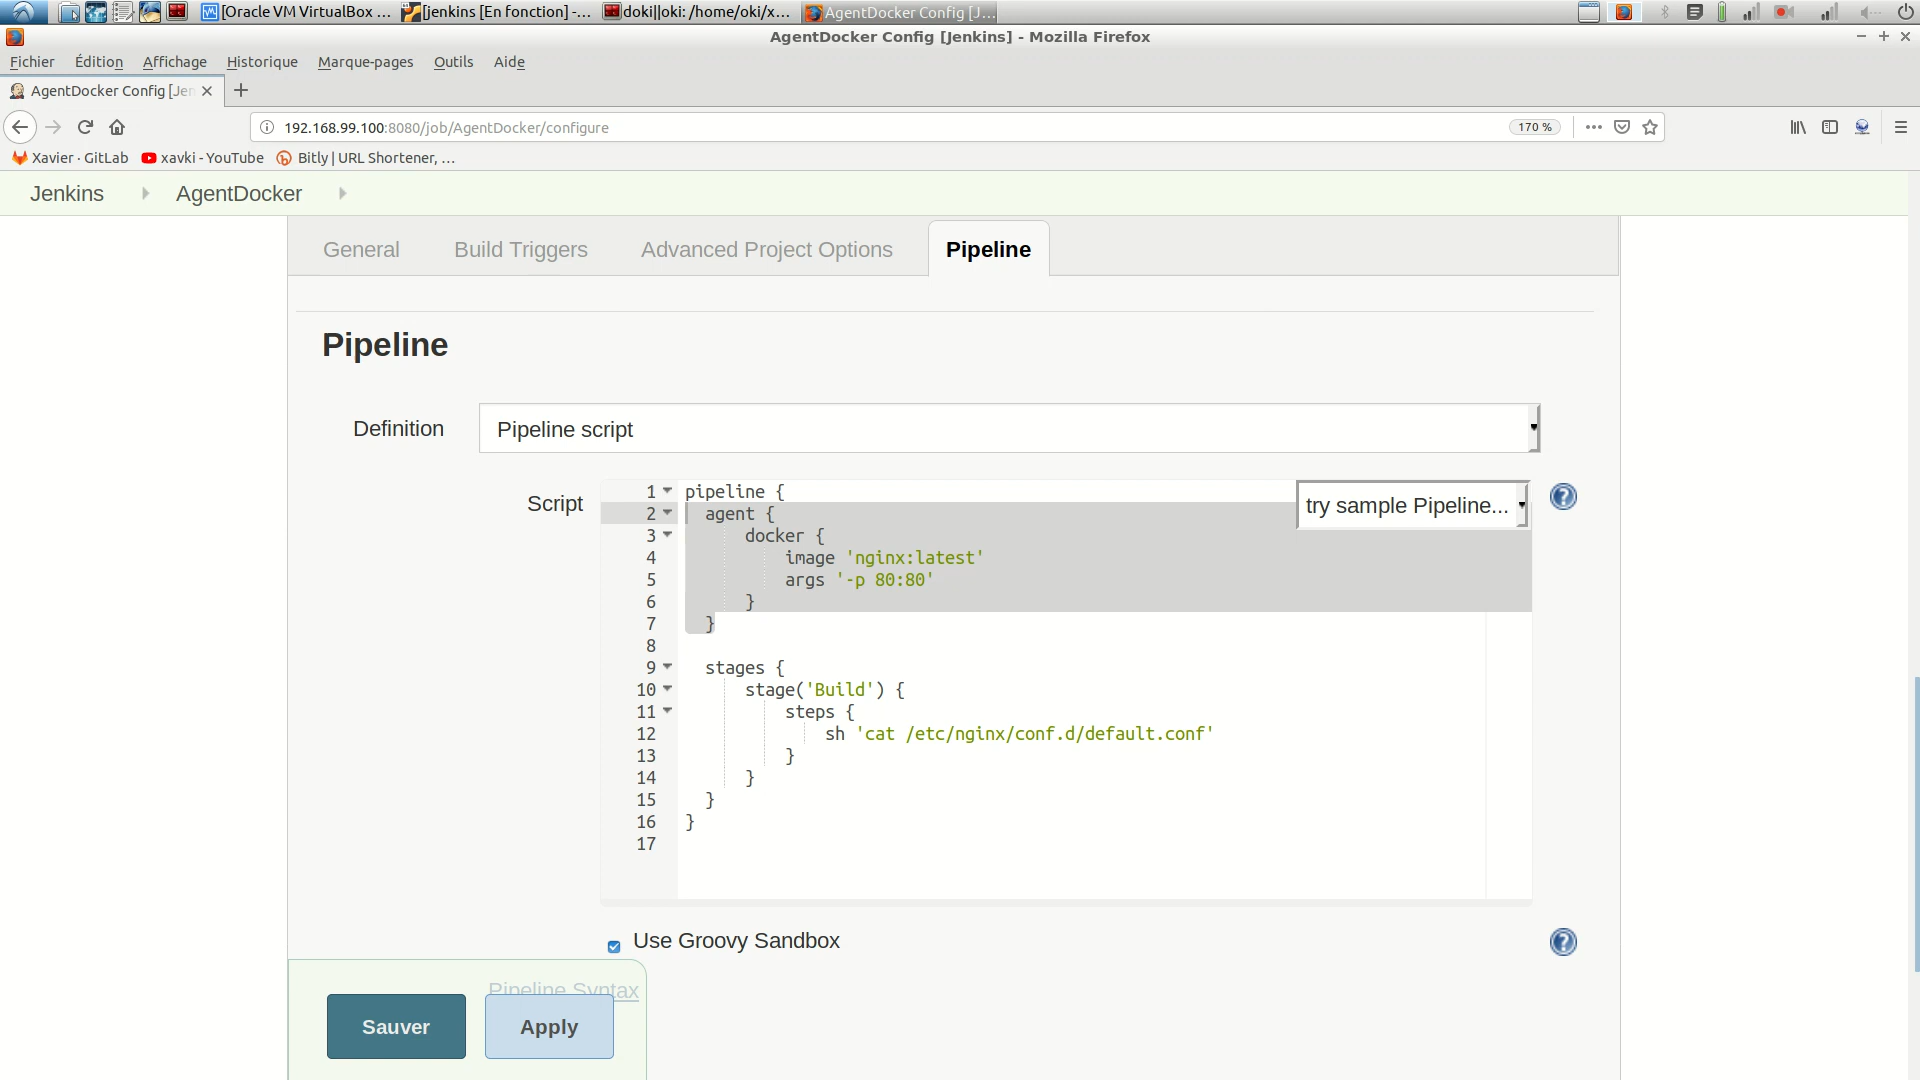 [Oracle VM VirtualBox ... [jenkins [En fonction] -... doki||oki: /home/oki/x... AgentDocker Config [J...
AgentDocker Config [Jenkins] - Mozilla Firefox
Fichier Édition Affichage Historique Marque-pages Outils Aide
AgentDocker Config [Jen
192.168.99.100:8080/job/AgentDocker/configure 170 %
Xavier · GitLab xavki - YouTube Bitly | URL Shortener, ...
Jenkins AgentDocker
General Build Triggers Advanced Project Options Pipeline
Pipeline
Definition Pipeline script
Script
try sample Pipeline...
1 pipeline {
2 agent {
3 docker {
4 image 'nginx:latest'
5 args '-p 80:80'
6 }
7 }
8
9 stages {
10 stage('Build') {
11 steps {
12 sh 'cat /etc/nginx/conf.d/default.conf'
13 }
14 }
15 }
16 }
17
Use Groovy Sandbox
Pipeline Syntax
Sauver Apply